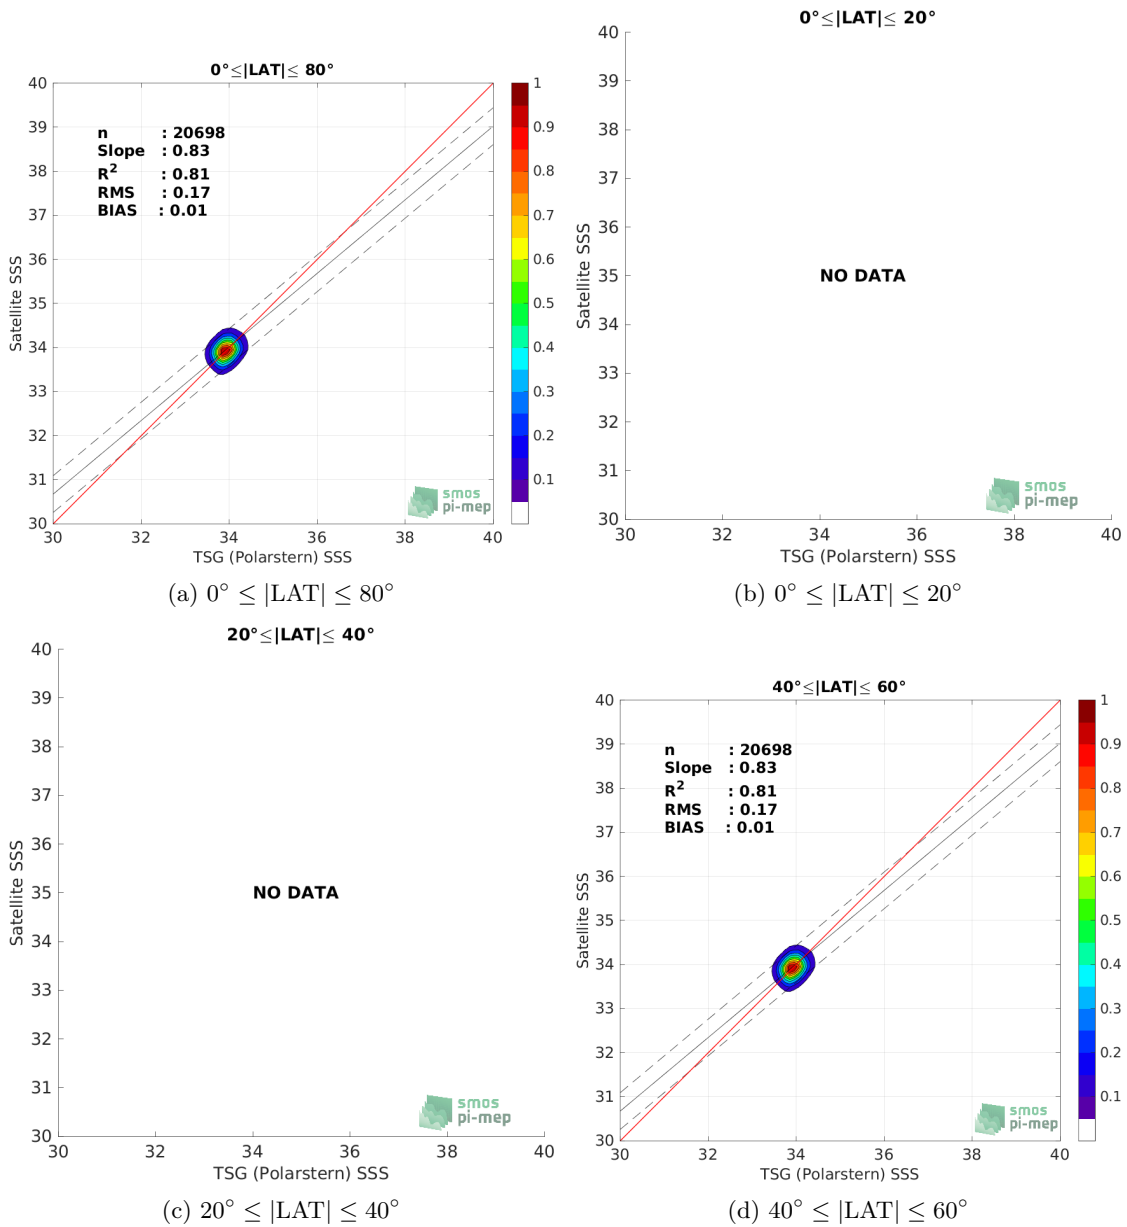 0°≤|LAT|≤ 80°
40
39
38
37
36
35
34
33
32
31
30
Satellite SSS
n : 20698
Slope : 0.83
R² : 0.81
RMS : 0.17
BIAS : 0.01
smos
pi-mep
30 32 34 36 38 40
TSG (Polarstern) SSS
1
0.9
0.8
0.7
0.6
0.5
0.4
0.3
0.2
0.1
(a) 0° ≤ |LAT| ≤ 80°
0°≤|LAT|≤ 20°
40
39
38
37
36
35
34
33
32
31
30
Satellite SSS
NO DATA
smos
pi-mep
30 32 34 36 38 40
TSG (Polarstern) SSS
(b) 0° ≤ |LAT| ≤ 20°
20°≤|LAT|≤ 40°
40
39
38
37
36
35
34
33
32
31
30
Satellite SSS
NO DATA
smos
pi-mep
30 32 34 36 38 40
TSG (Polarstern) SSS
(c) 20° ≤ |LAT| ≤ 40°
40°≤|LAT|≤ 60°
40
39
38
37
36
35
34
33
32
31
30
Satellite SSS
n : 20698
Slope : 0.83
R² : 0.81
RMS : 0.17
BIAS : 0.01
smos
pi-mep
30 32 34 36 38 40
TSG (Polarstern) SSS
1
0.9
0.8
0.7
0.6
0.5
0.4
0.3
0.2
0.1
(d) 40° ≤ |LAT| ≤ 60°